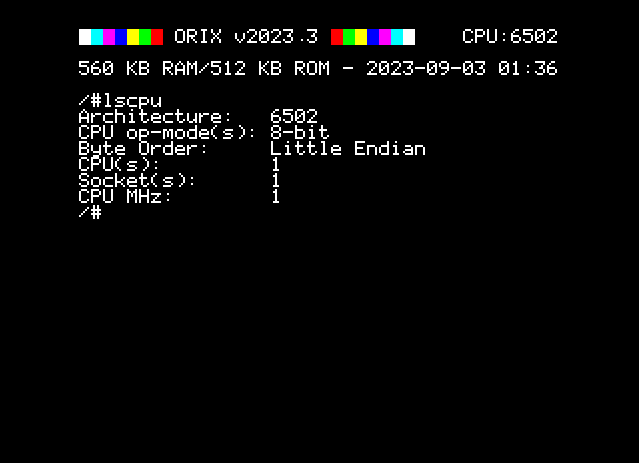 ORIX v2023.3 CPU:6502
560 KB RAM/512 KB ROM - 2023-09-03 01:36
/#lscpu
Architecture: 6502
CPU op-mode(s): 8-bit
Byte Order: Little Endian
CPU(s): 1
Socket(s): 1
CPU MHz: 1
/#